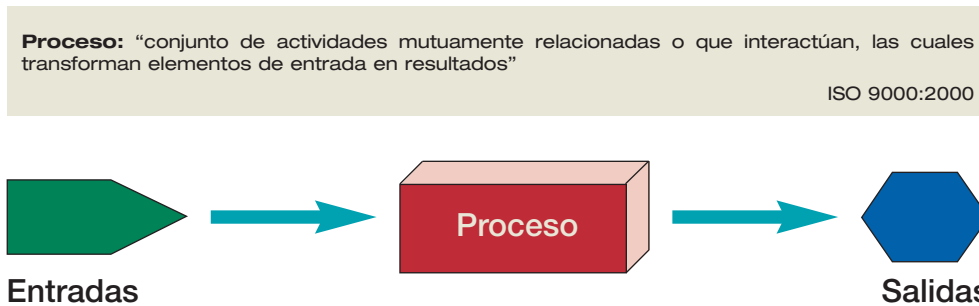 Proceso: “conjunto de actividades mutuamente relacionadas o que interactúan, las cuales
transforman elementos de entrada en resultados”
ISO 9000:2000
Proceso
Entradas
Salidas